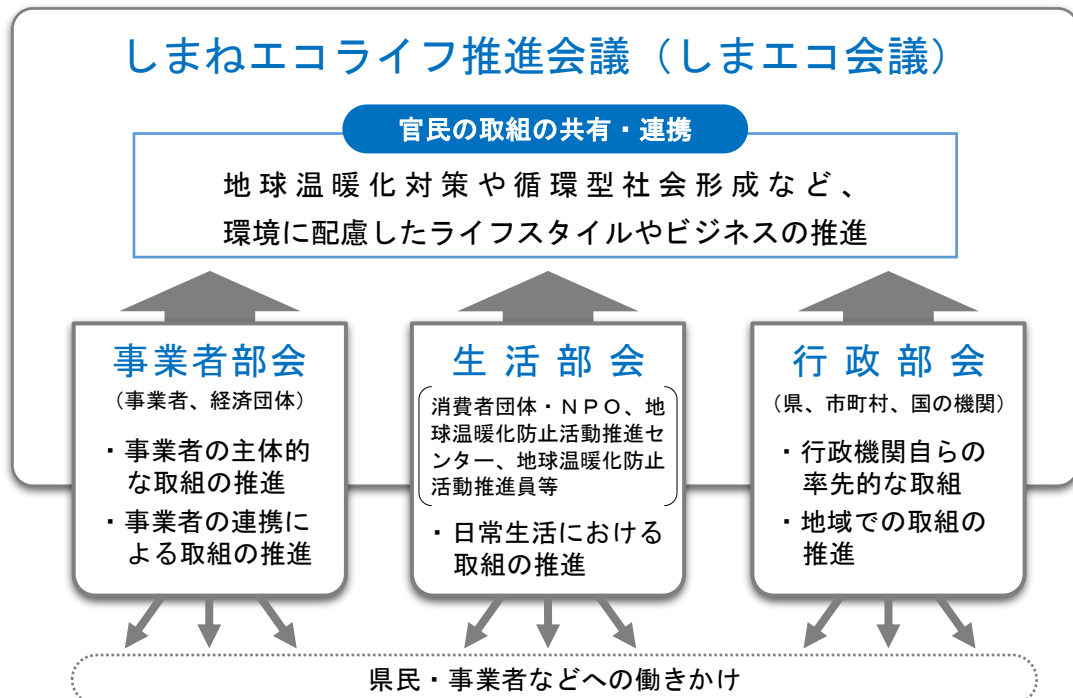 しまねエコライフ推進会議（しまエコ会議）
官民の取組の共有・連携
地球温暖化対策や循環型社会形成など、
環境に配慮したライフスタイルやビジネスの推進
事業者部会
（事業者、経済団体）
・事業者の主体的
な取組の推進
・事業者の連携に
よる取組の推進
生活部会
消費者団体・ＮＰＯ、地
球温暖化防止活動推進セ
ンター、地球温暖化防止
活動推進員等
・日常生活における
取組の推進
行政部会
（県、市町村、国の機関）
・行政機関自らの
率先的な取組
・地域での取組の
推進
県民・事業者などへの働きかけ